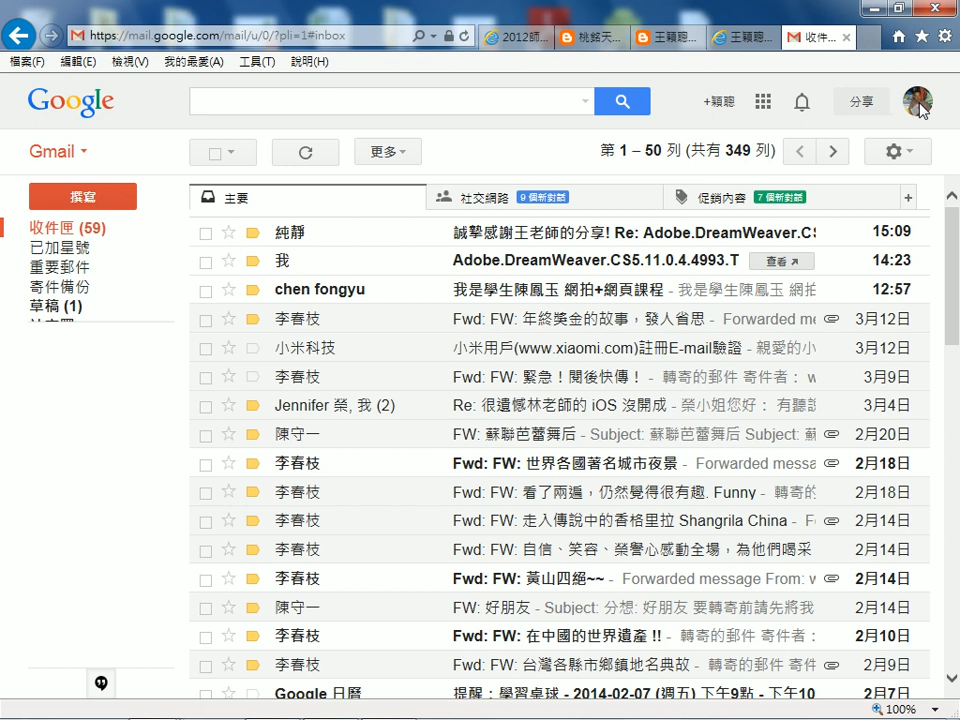 https://mail.google.com/mail/u/0/?pli=1#inbox
2012師...
桃銘天...
王穎聰...
王穎聰...
收件...
檔案(F) 編輯(E) 檢視(V) 我的最愛(A) 工具(T) 說明(H)
Google
+穎聰
分享
Gmail
更多
第 1 – 50 列 (共有 349 列)
撰寫
收件匣 (59)
已加星號
重要郵件
寄件備份
草稿 (1)
主要
社交網路 9 個新對話
促銷內容 7 個新對話
+
純靜 誠摯感謝王老師的分享! Re: Adobe.DreamWeaver.CS 15:09
我 Adobe.DreamWeaver.CS5.11.0.4.4993.T 查看 14:23
chen fongyu 我是學生陳鳳玉 網拍+網頁課程 - 我是學生陳鳳玉 網拍 12:57
李春枝 Fwd: FW: 年終獎金的故事，發人省思 - Forwarded me 3月12日
小米科技 小米用戶(www.xiaomi.com)註冊E-mail驗證 - 親愛的小 3月12日
李春枝 Fwd: FW: 緊急！閱後快傳！ - 轉寄的郵件 寄件者： w 3月9日
Jennifer 榮, 我 (2) Re: 很遺憾林老師的 iOS 沒開成 - 榮小姐您好： 有聽說 3月4日
陳守一 FW: 蘇聯芭蕾舞后 - Subject: 蘇聯芭蕾舞后 Subject: 蘇 2月20日
李春枝 Fwd: FW: 世界各國著名城市夜景 - Forwarded messa 2月18日
李春枝 Fwd: FW: 看了兩遍，仍然覺得很有趣. Funny - 轉寄的 2月18日
李春枝 Fwd: FW: 走入傳說中的香格里拉 Shangrila China - F 2月14日
李春枝 Fwd: FW: 自信、笑容、榮譽心感動全場，為他們喝采 2月14日
李春枝 Fwd: FW: 黃山四絕~~ - Forwarded message From: w 2月14日
陳守一 FW: 好朋友 - Subject: 分想: 好朋友 要轉寄前請先將我 2月14日
李春枝 Fwd: FW: 在中國的世界遺產 !! - 轉寄的郵件 寄件者： 2月10日
李春枝 Fwd: FW: 台灣各縣市鄉鎮地名典故 - 轉寄的郵件 寄件 2月9日
Google 日曆 提醒：學習桌球 - 2014-02-07 (週五) 下午9點 - 下午10 2月7日
100%